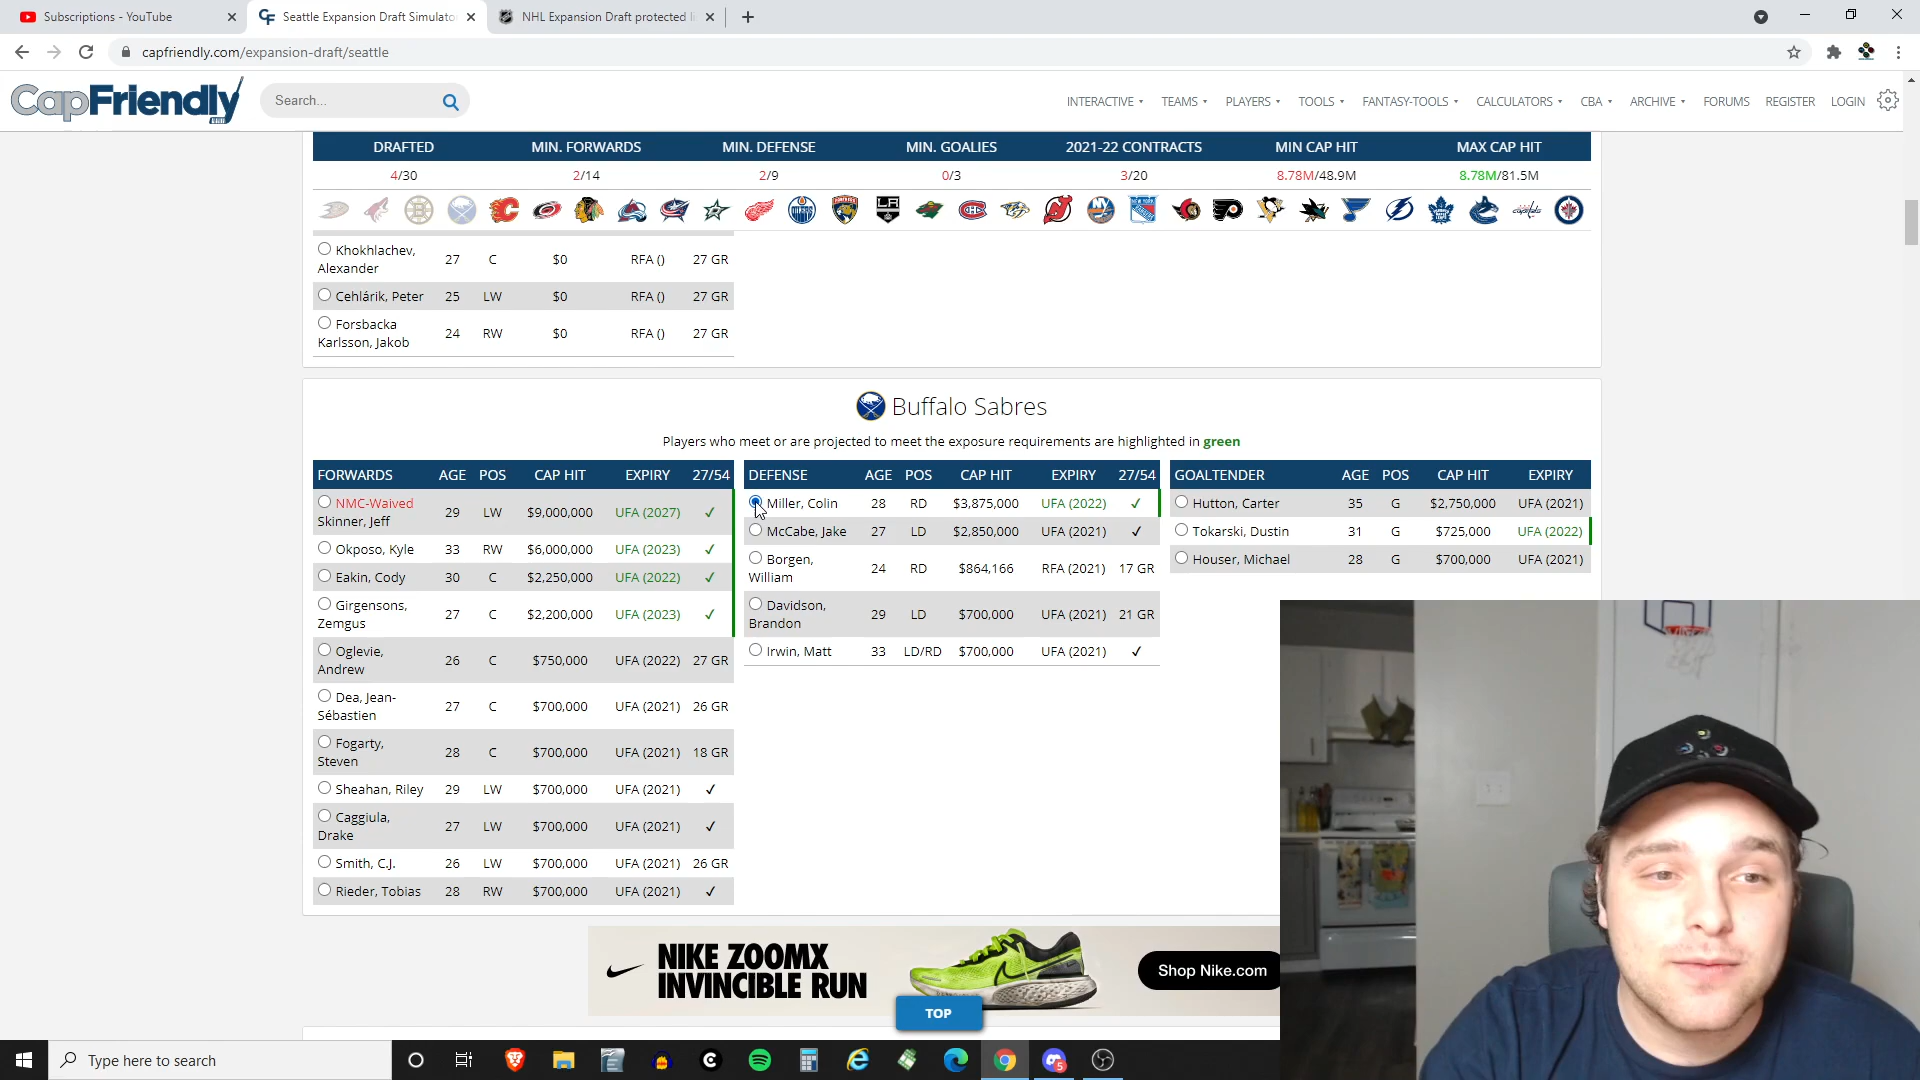 Subscriptions - YouTube
Seattle Expansion Draft Simulato
NHL Expansion Draft protected li
capfriendly.com/expansion-draft/seattle
CapFriendly
Search...
INTERACTIVE TEAMS PLAYERS TOOLS FANTASY-TOOLS CALCULATORS CBA ARCHIVE FORUMS REGISTER LOGIN
DRAFTED MIN. FORWARDS MIN. DEFENSE MIN. GOALIES 2021-22 CONTRACTS MIN CAP HIT MAX CAP HIT
4/30 2/14 2/9 0/3 3/20 8.78M/48.9M 8.78M/81.5M
Khokhlachev, Alexander 27 C $0 RFA () 27 GR
Cehlárik, Peter 25 LW $0 RFA () 27 GR
Forsbacka Karlsson, Jakob 24 RW $0 RFA () 27 GR
Buffalo Sabres
Players who meet or are projected to meet the exposure requirements are highlighted in green
FORWARDS AGE POS CAP HIT EXPIRY 27/54
NMC-Waived
Skinner, Jeff 29 LW $9,000,000 UFA (2027) ✓
Okposo, Kyle 33 RW $6,000,000 UFA (2023) ✓
Eakin, Cody 30 C $2,250,000 UFA (2022) ✓
Girgensons, Zemgus 27 C $2,200,000 UFA (2023) ✓
Oglevie, Andrew 26 C $750,000 UFA (2022) 27 GR
Dea, Jean-Sébastien 27 C $700,000 UFA (2021) 26 GR
Fogarty, Steven 28 C $700,000 UFA (2021) 18 GR
Sheahan, Riley 29 LW $700,000 UFA (2021) ✓
Caggiula, Drake 27 LW $700,000 UFA (2021) ✓
Smith, C.J. 26 LW $700,000 UFA (2021) 26 GR
Rieder, Tobias 28 RW $700,000 UFA (2021) ✓
DEFENSE AGE POS CAP HIT EXPIRY 27/54
Miller, Colin 28 RD $3,875,000 UFA (2022) ✓
McCabe, Jake 27 LD $2,850,000 UFA (2021) ✓
Borgen, William 24 RD $864,166 RFA (2021) 17 GR
Davidson, Brandon 29 LD $700,000 UFA (2021) 21 GR
Irwin, Matt 33 LD/RD $700,000 UFA (2021) ✓
GOALTENDER AGE POS CAP HIT EXPIRY
Hutton, Carter 35 G $2,750,000 UFA (2021)
Tokarski, Dustin 31 G $725,000 UFA (2022)
Houser, Michael 28 G $700,000 UFA (2021)
NIKE ZOOMX
INVINCIBLE RUN
Shop Nike.com
TOP
Type here to search